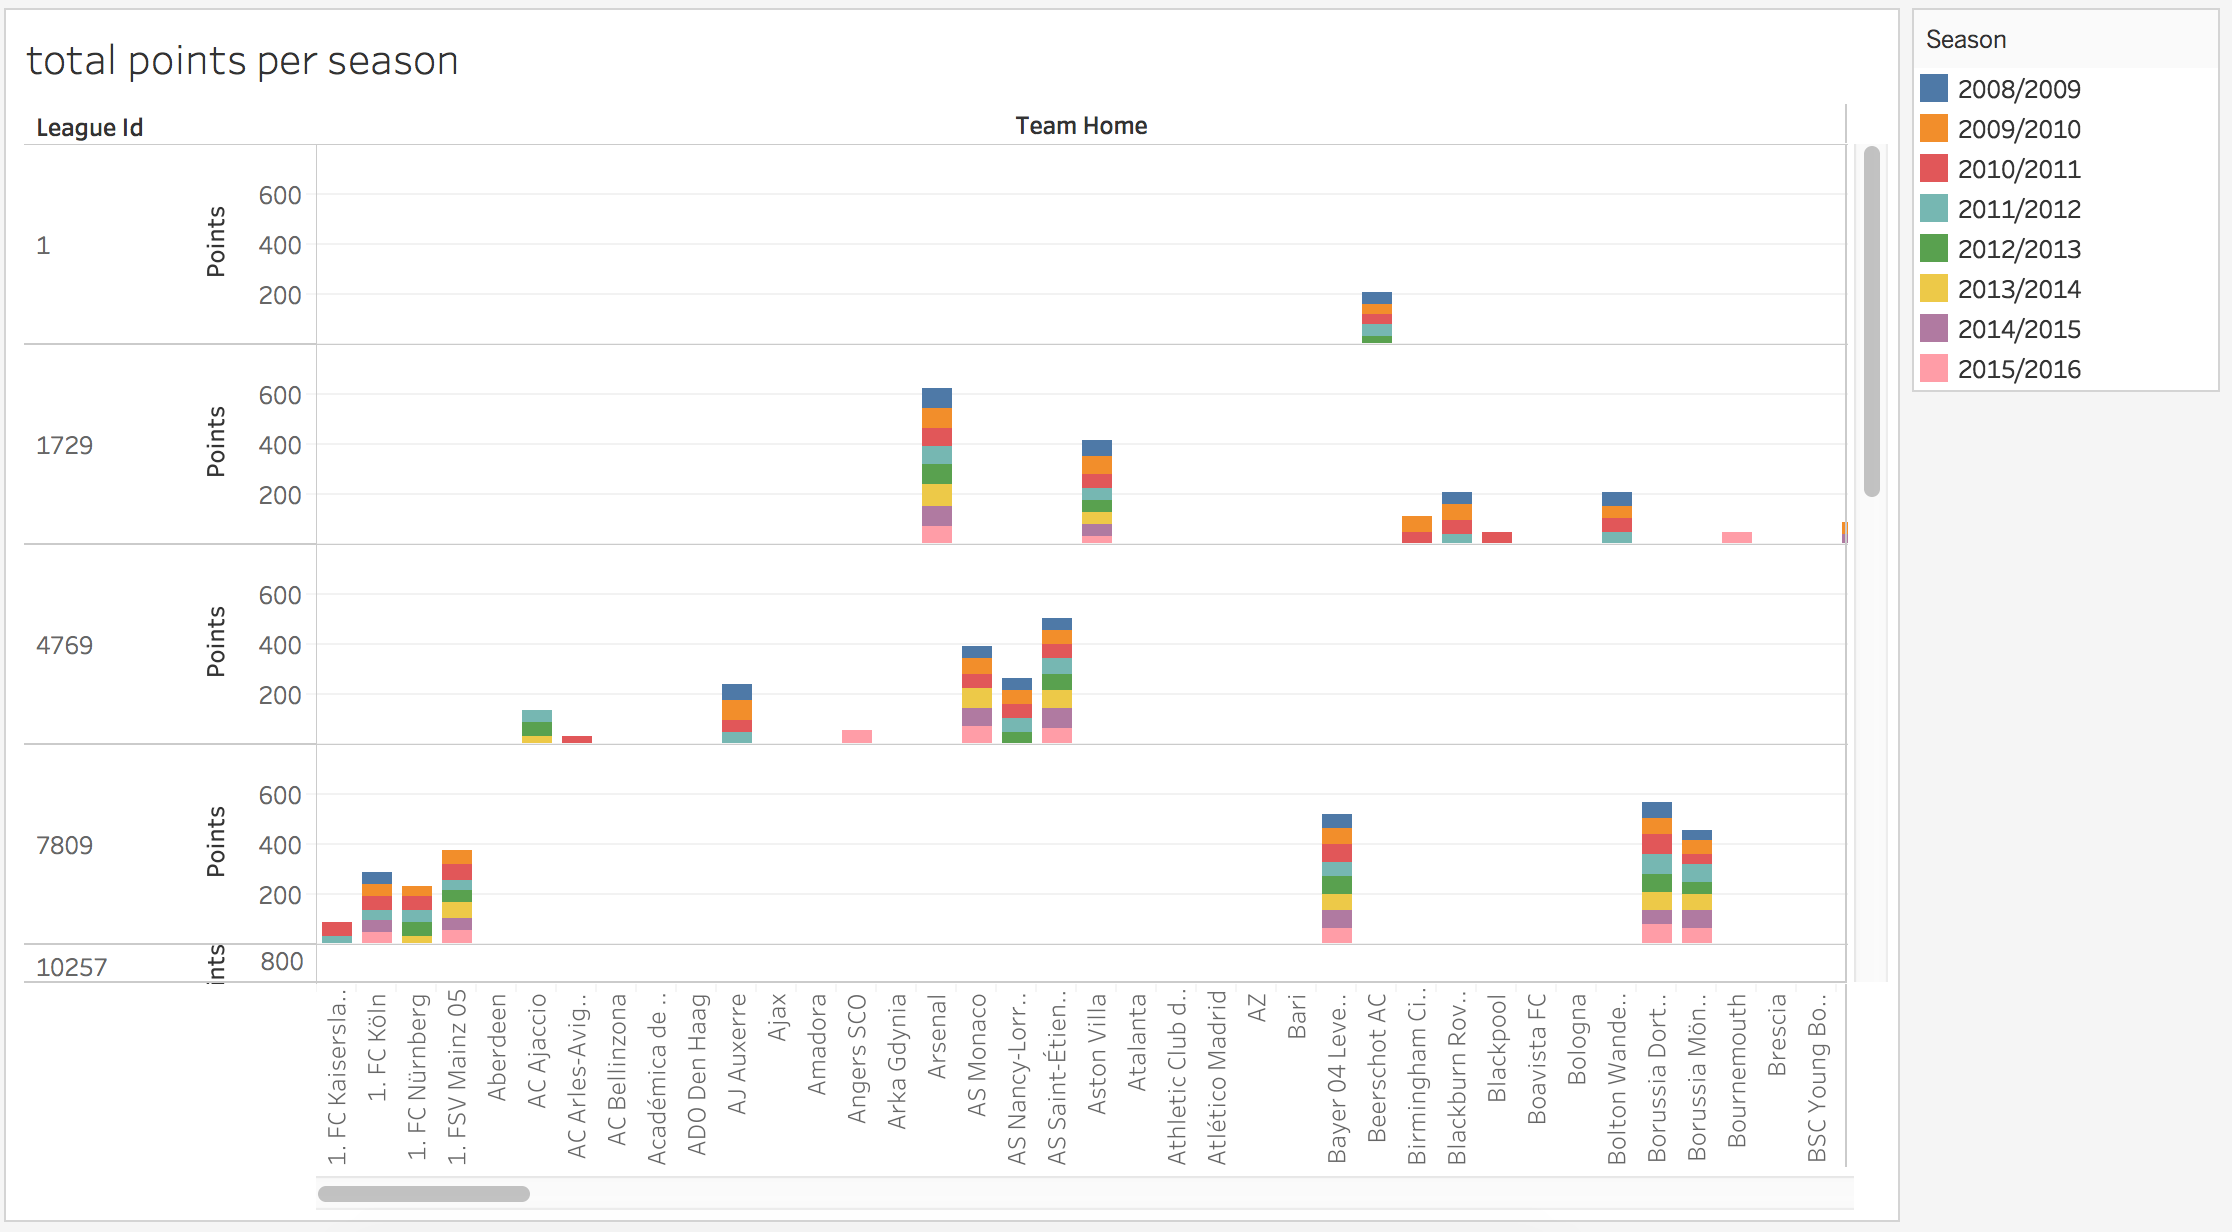 total points per season
League Id
Team Home
1
Points
600
400
200
1729
Points
600
400
200
4769
Points
600
400
200
7809
Points
600
400
200
10257
ints
800
1. FC Kaisersla..
1. FC Köln
1. FC Nürnberg
1. FSV Mainz 05
Aberdeen
AC Ajaccio
AC Arles-Avig..
AC Bellinzona
Académica de ..
ADO Den Haag
AJ Auxerre
Ajax
Amadora
Angers SCO
Arka Gdynia
Arsenal
AS Monaco
AS Nancy-Lorr..
AS Saint-Étien..
Aston Villa
Atalanta
Athletic Club d..
Atlético Madrid
AZ
Bari
Bayer 04 Leve..
Beerschot AC
Birmingham Ci..
Blackburn Rov..
Blackpool
Boavista FC
Bologna
Bolton Wande..
Borussia Dort..
Borussia Mön..
Bournemouth
Brescia
BSC Young Bo..
Season
2008/2009
2009/2010
2010/2011
2011/2012
2012/2013
2013/2014
2014/2015
2015/2016